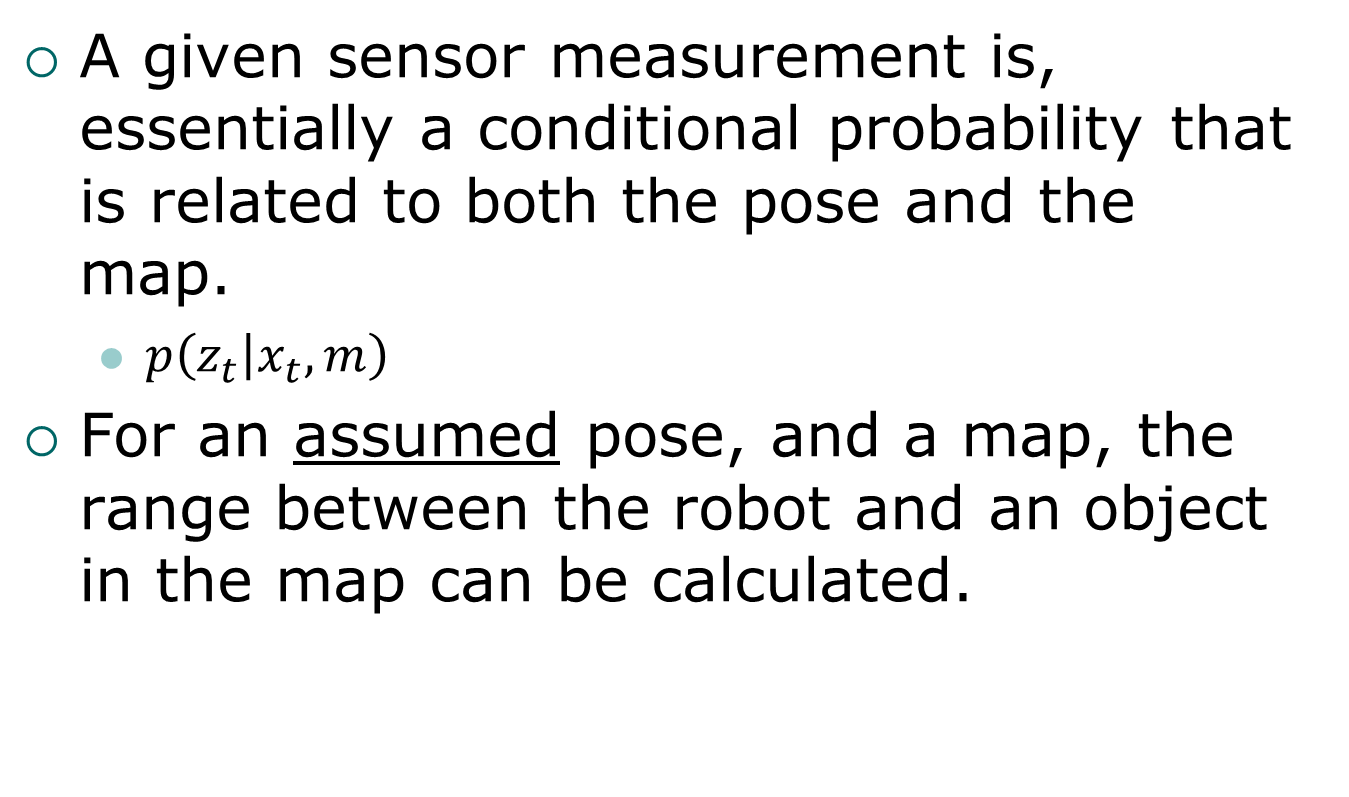 A given sensor measurement is,
essentially a conditional probability that
is related to both the pose and the
map.
p(z_t|x_t, m)
For an assumed pose, and a map, the
range between the robot and an object
in the map can be calculated.